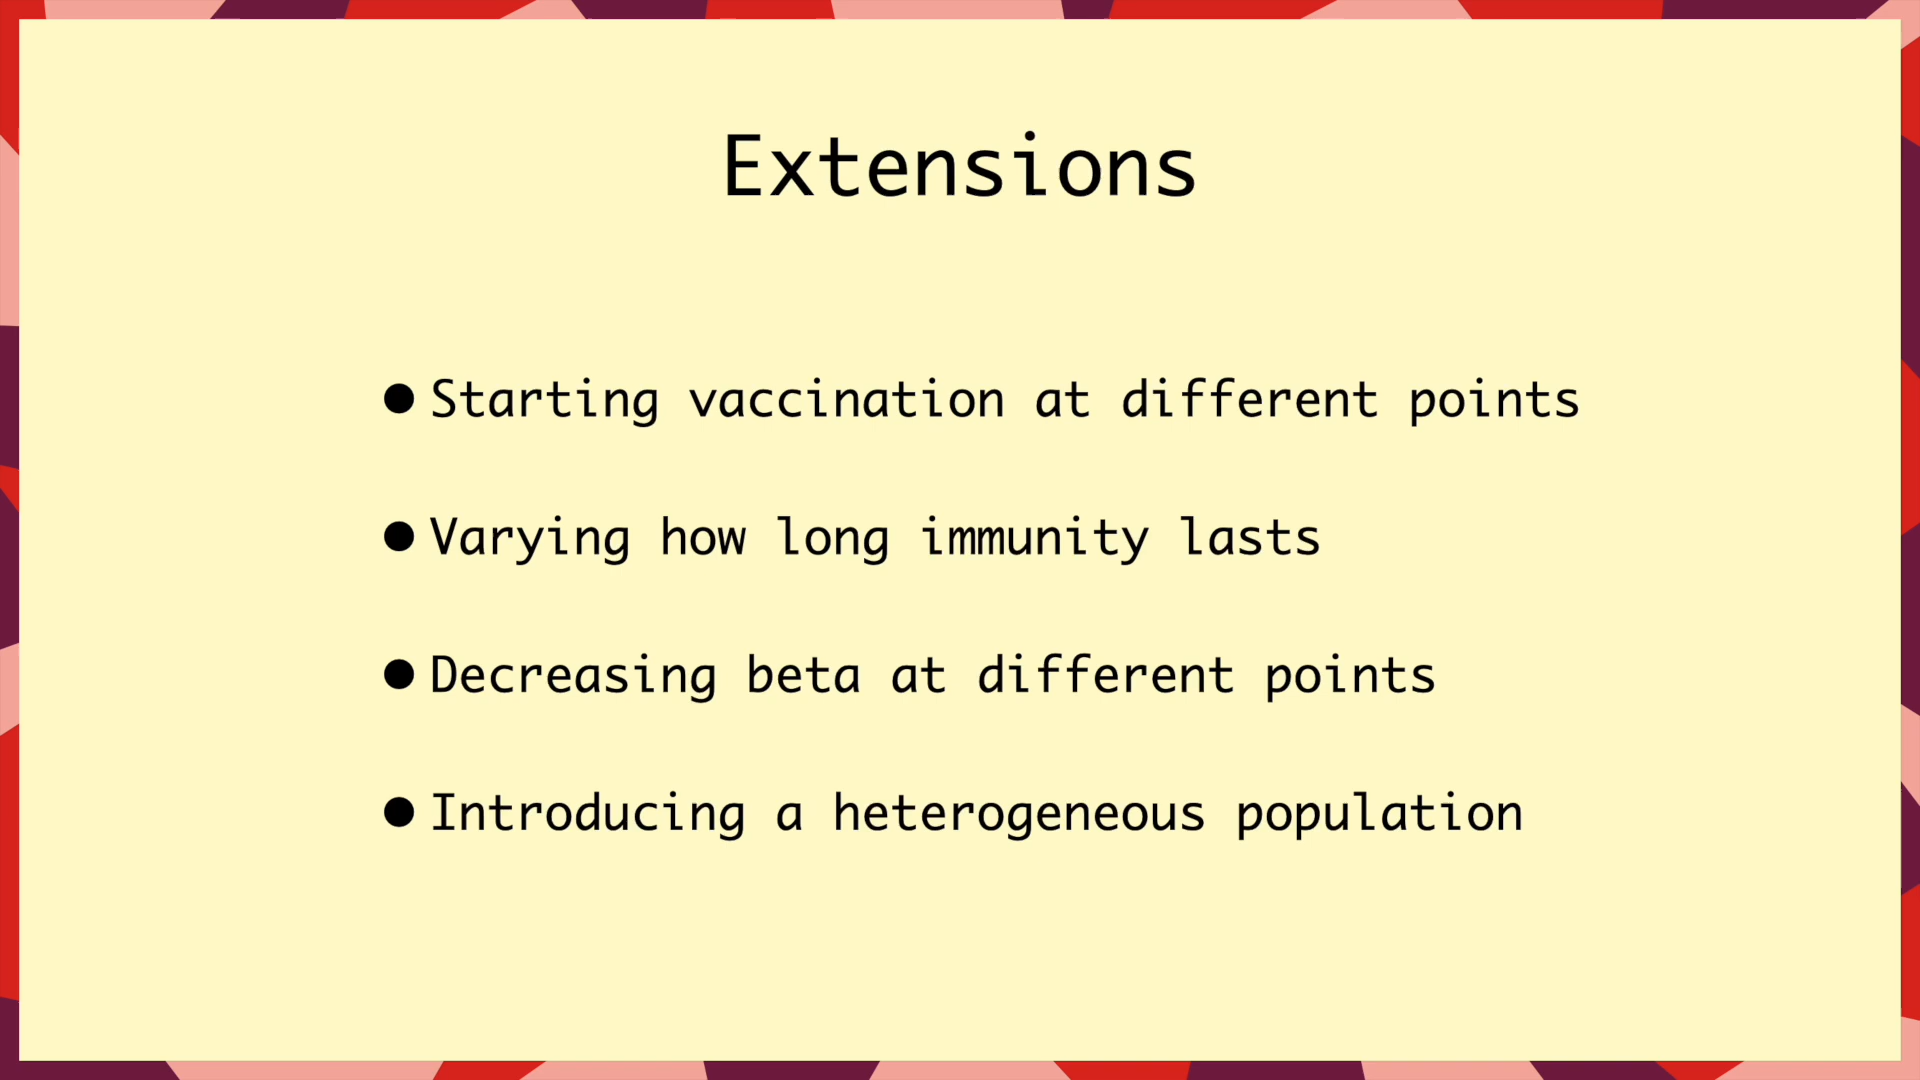 Extensions
● Starting vaccination at different points
● Varying how long immunity lasts
● Decreasing beta at different points
● Introducing a heterogeneous population